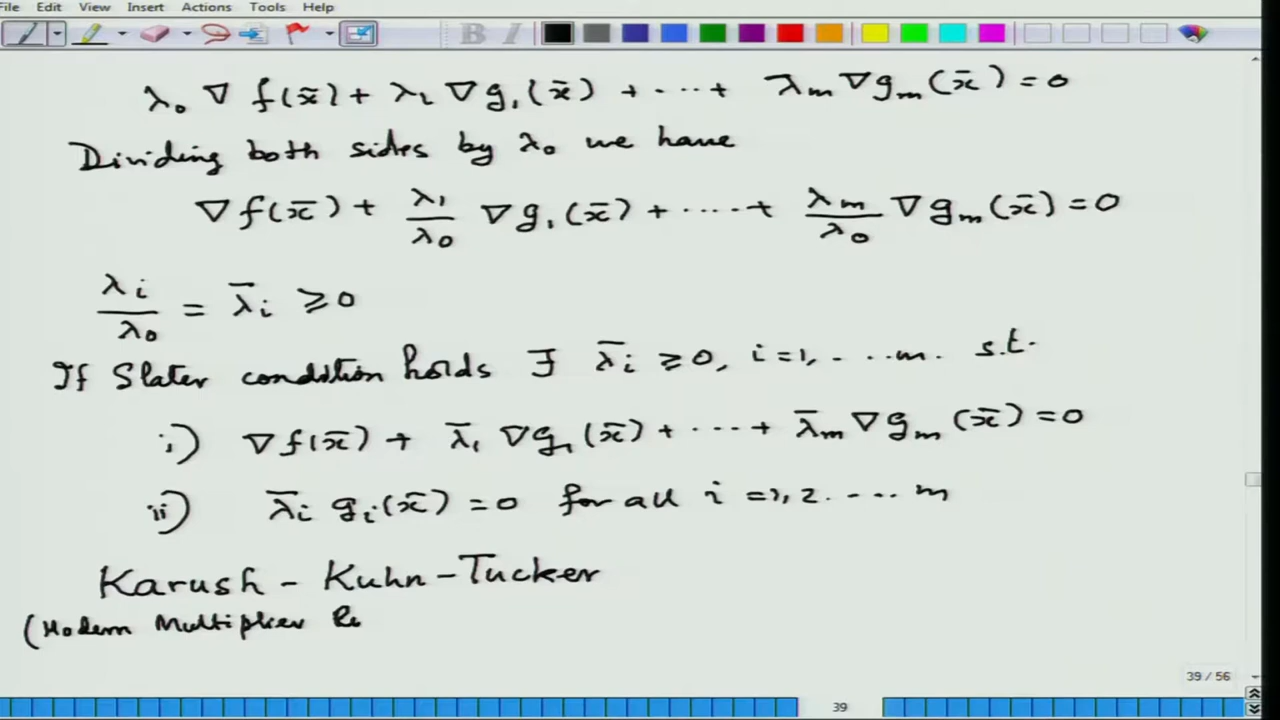 File Edit View Insert Actions Tools Help
B I
λ₀ ∇ f(x̄) + λ₁ ∇g₁(x̄) + ... + λₘ∇gₘ(x̄) = 0
Dividing both sides by λ₀ we have
∇f(x̄) + λ₁/λ₀ ∇g₁(x̄) + ..... + λₘ/λ₀ ∇gₘ(x̄) = 0
λᵢ/λ₀ = λ̄ᵢ ≥ 0
If Slater condition holds ∃ λ̄ᵢ ≥ 0, i = 1, ....m. s.t.
i) ∇f(x̄) + λ̄₁ ∇g₁(x̄) + ... + λ̄ₘ∇gₘ(x̄) = 0
ii) λ̄ᵢ gᵢ(x̄) = 0 for all i = 1, 2. ....m
Karush - Kuhn - Tucker
(Modern Multiplier
39 / 56
39